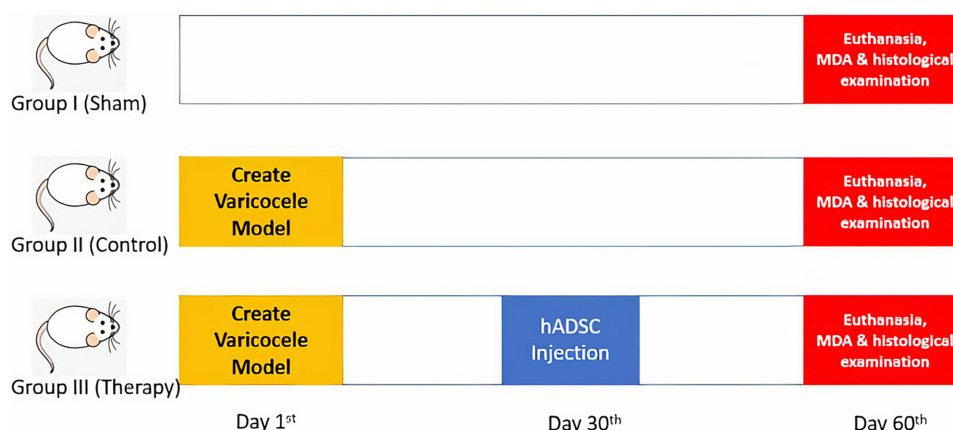 Euthanasia,
MDA & histological
examination
Group I (Sham)
Create
Varicocele
Model
Euthanasia,
MDA & histological
examination
Group II (Control)
Create
Varicocele
Model
hADSC
Injection
Euthanasia,
MDA & histological
examination
Group III (Therapy)
Day 1st
Day 30th
Day 60th